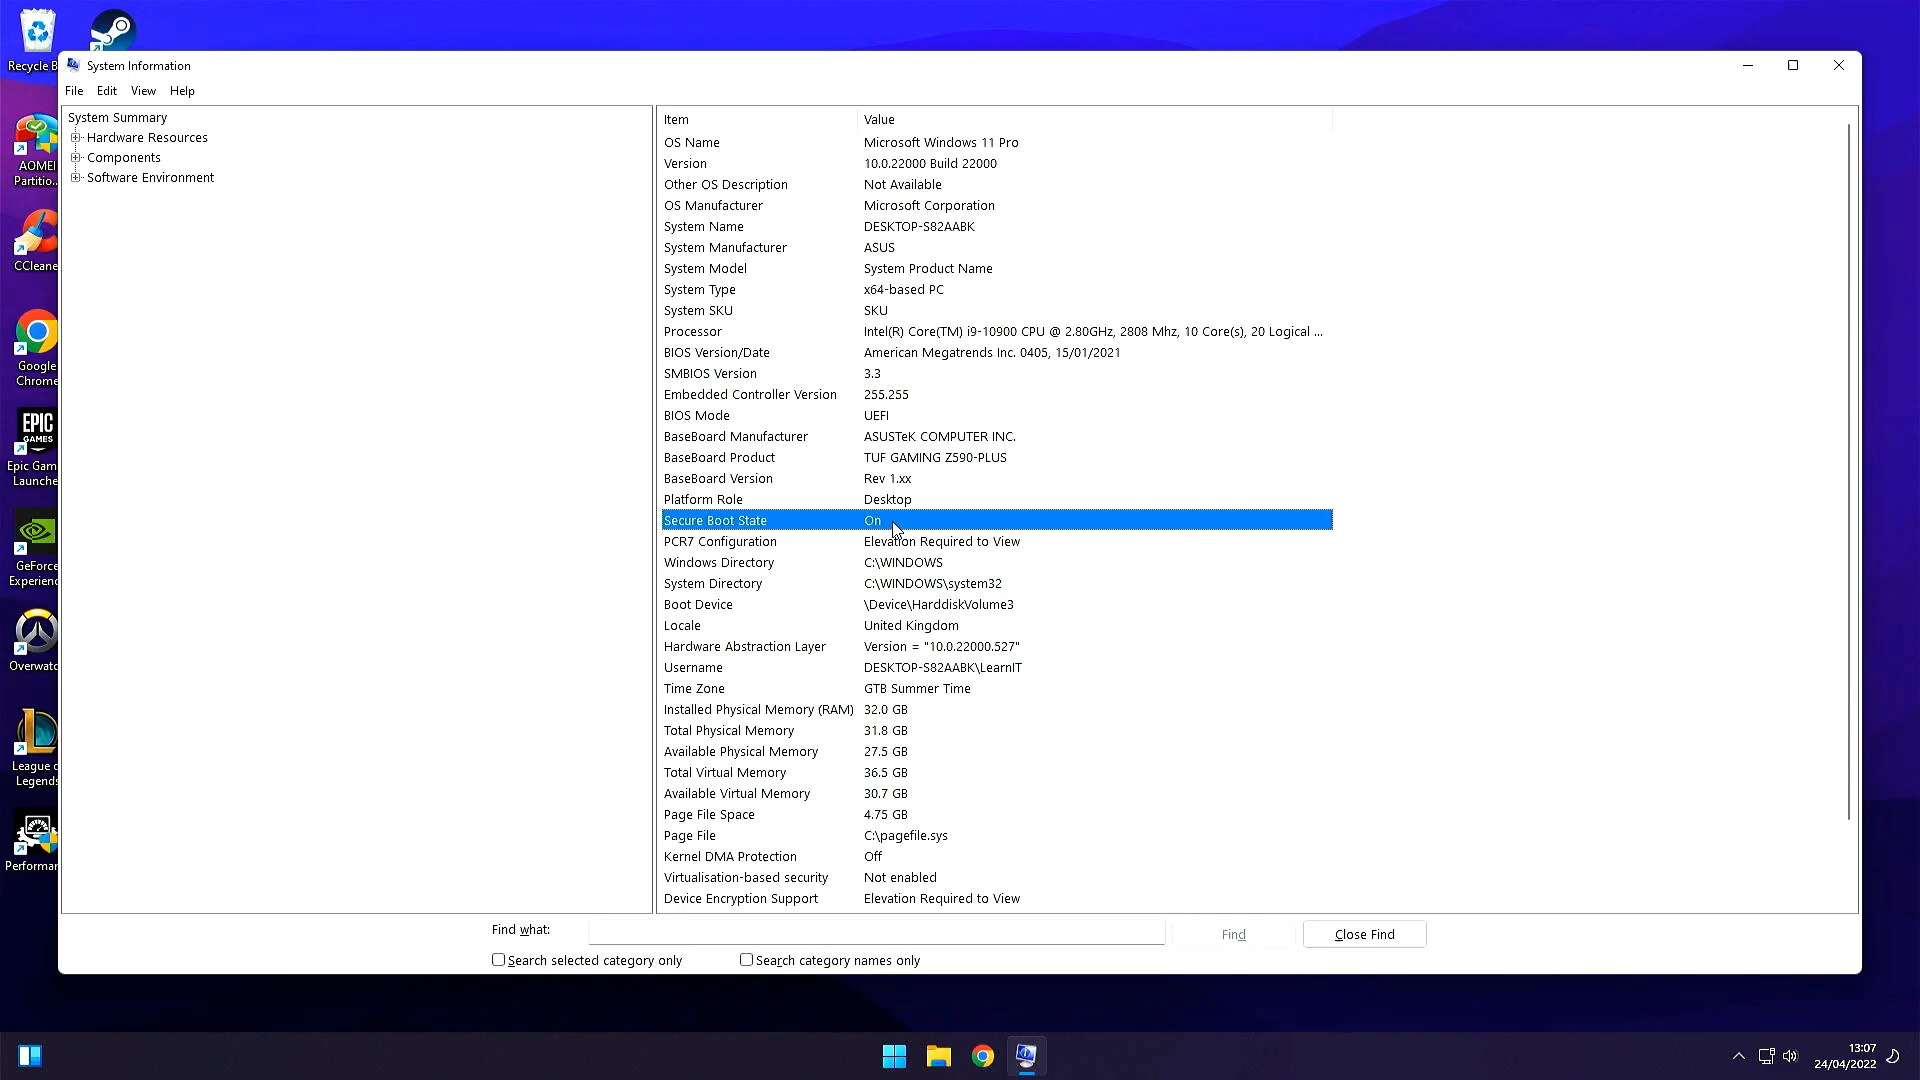 Recycle B
System Information
File Edit View Help
System Summary
Hardware Resources
Components
Software Environment
Item Value
OS Name Microsoft Windows 11 Pro
Version 10.0.22000 Build 22000
Other OS Description Not Available
OS Manufacturer Microsoft Corporation
System Name DESKTOP-S82AABK
System Manufacturer ASUS
System Model System Product Name
System Type x64-based PC
System SKU SKU
Processor Intel(R) Core(TM) i9-10900 CPU @ 2.80GHz, 2808 Mhz, 10 Core(s), 20 Logical ...
BIOS Version/Date American Megatrends Inc. 0405, 15/01/2021
SMBIOS Version 3.3
Embedded Controller Version 255.255
BIOS Mode UEFI
BaseBoard Manufacturer ASUSTeK COMPUTER INC.
BaseBoard Product TUF GAMING Z590-PLUS
BaseBoard Version Rev 1.xx
Platform Role Desktop
Secure Boot State On
PCR7 Configuration Elevation Required to View
Windows Directory C:\WINDOWS
System Directory C:\WINDOWS\system32
Boot Device \Device\HarddiskVolume3
Locale United Kingdom
Hardware Abstraction Layer Version = "10.0.22000.527"
Username DESKTOP-S82AABK\LearnIT
Time Zone GTB Summer Time
Installed Physical Memory (RAM) 32.0 GB
Total Physical Memory 31.8 GB
Available Physical Memory 27.5 GB
Total Virtual Memory 36.5 GB
Available Virtual Memory 30.7 GB
Page File Space 4.75 GB
Page File C:\pagefile.sys
Kernel DMA Protection Off
Virtualisation-based security Not enabled
Device Encryption Support Elevation Required to View
Find what: Find Close Find
Search selected category only Search category names only
AOMEI
Partitio...
CCleane
Google
Chrome
EPIC
GAMES
Epic Gam
Launche
GeForce
Experienc
Overwatc
League o
Legends
Performar
13:07
24/04/2022